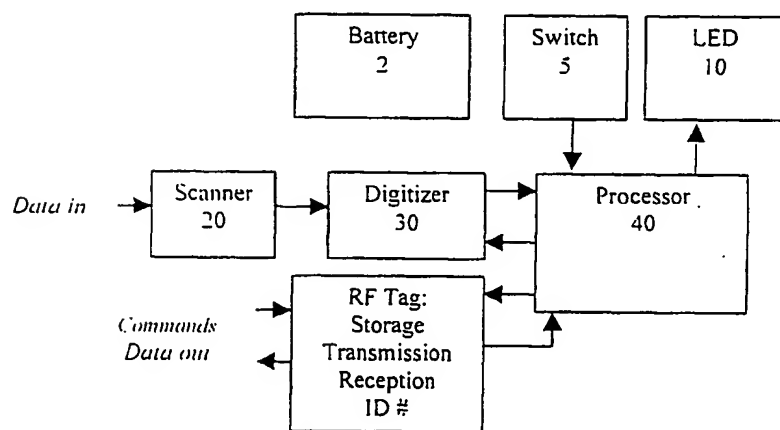 Battery
2
Switch
5
LED
10
Data in
Scanner
20
Digitizer
30
Processor
40
Commands
Data out
RF Tag:
Storage
Transmission
Reception
ID #